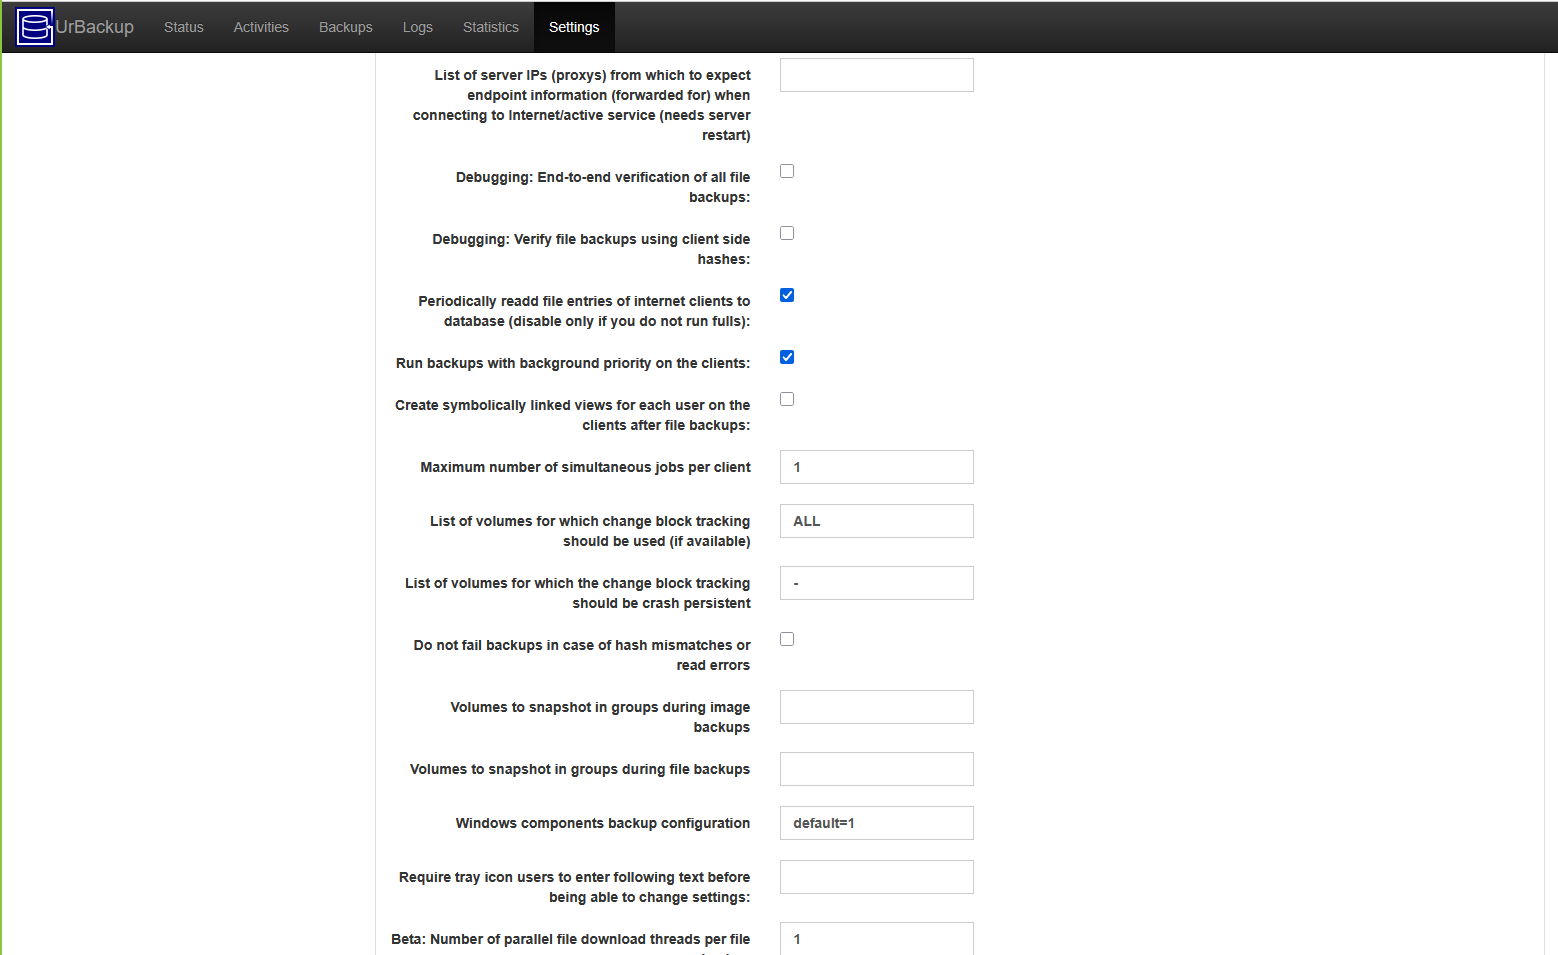 UrBackup Status Activities Backups Logs Statistics Settings
List of server IPs (proxys) from which to expect
endpoint information (forwarded for) when
connecting to Internet/active service (needs server
restart)
Debugging: End-to-end verification of all file
backups:
Debugging: Verify file backups using client side
hashes:
Periodically readd file entries of internet clients to
database (disable only if you do not run fulls):
Run backups with background priority on the clients:
Create symbolically linked views for each user on the
clients after file backups:
Maximum number of simultaneous jobs per client 1
List of volumes for which change block tracking ALL
should be used (if available)
List of volumes for which the change block tracking -
should be crash persistent
Do not fail backups in case of hash mismatches or
read errors
Volumes to snapshot in groups during image
backups
Volumes to snapshot in groups during file backups
Windows components backup configuration default=1
Require tray icon users to enter following text before
being able to change settings:
Beta: Number of parallel file download threads per file 1